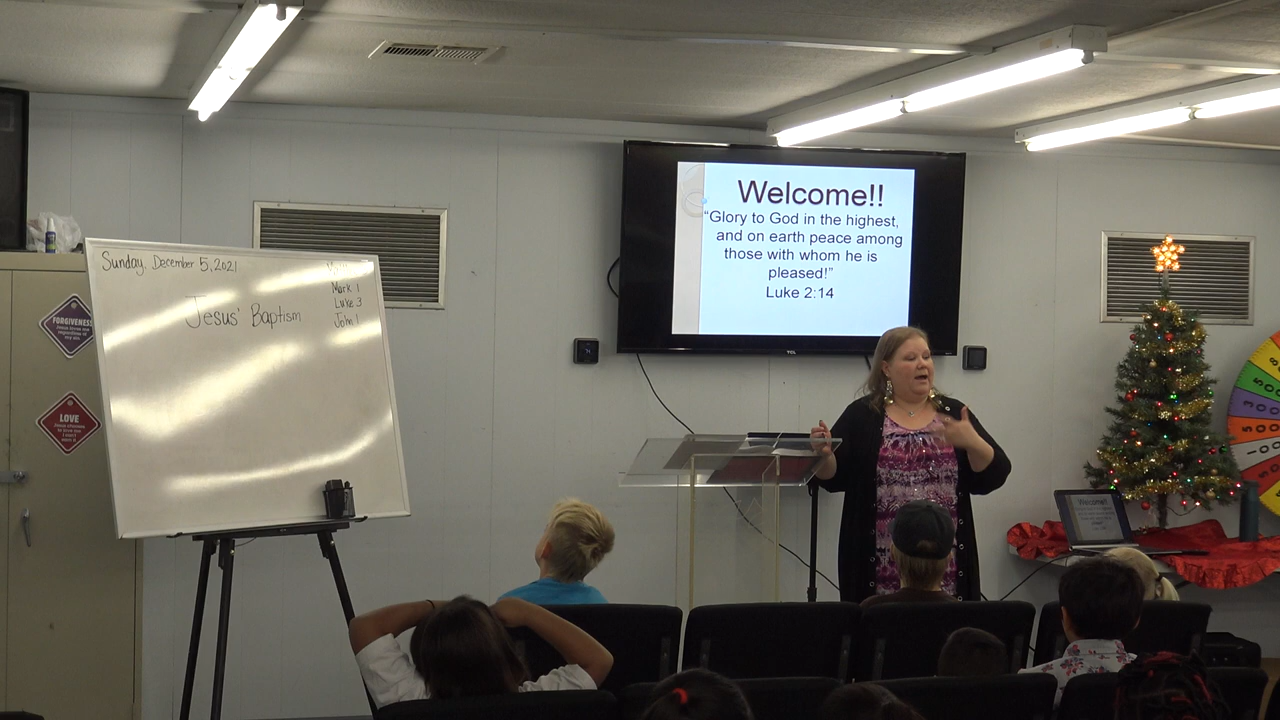 Sunday, December 5, 2021
Mark 1
Luke 3
John 1
Jesus' Baptism
FORGIVENESS
LOVE
Welcome!!
“Glory to God in the highest,
and on earth peace among
those with whom he is
pleased!”
Luke 2:14
TCL
Welcome!!